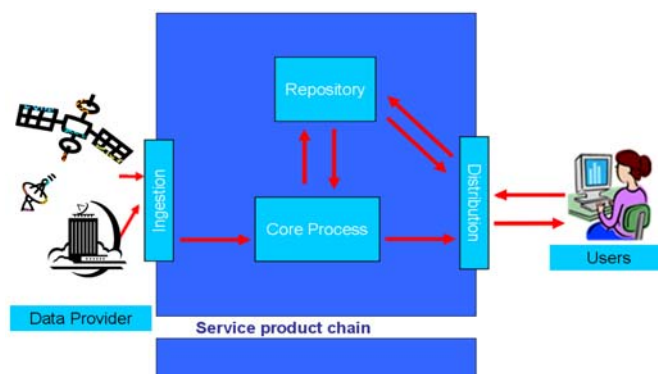 Repository
Ingestion
Distribution
Core Process
Users
Data Provider
Service product chain